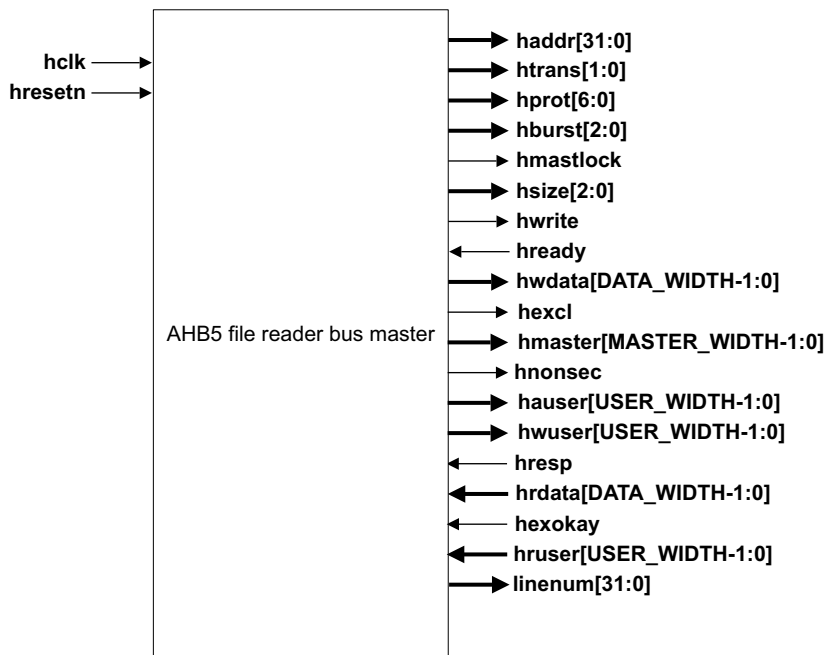 hclk
hresetn
AHB5 file reader bus master
haddr[31:0]
htrans[1:0]
hprot[6:0]
hburst[2:0]
hmastlock
hsize[2:0]
hwrite
hready
hwdata[DATA_WIDTH-1:0]
hexcl
hmaster[MASTER_WIDTH-1:0]
hnonsec
hauser[USER_WIDTH-1:0]
hwuser[USER_WIDTH-1:0]
hresp
hrdata[DATA_WIDTH-1:0]
hexokay
hruser[USER_WIDTH-1:0]
linenum[31:0]